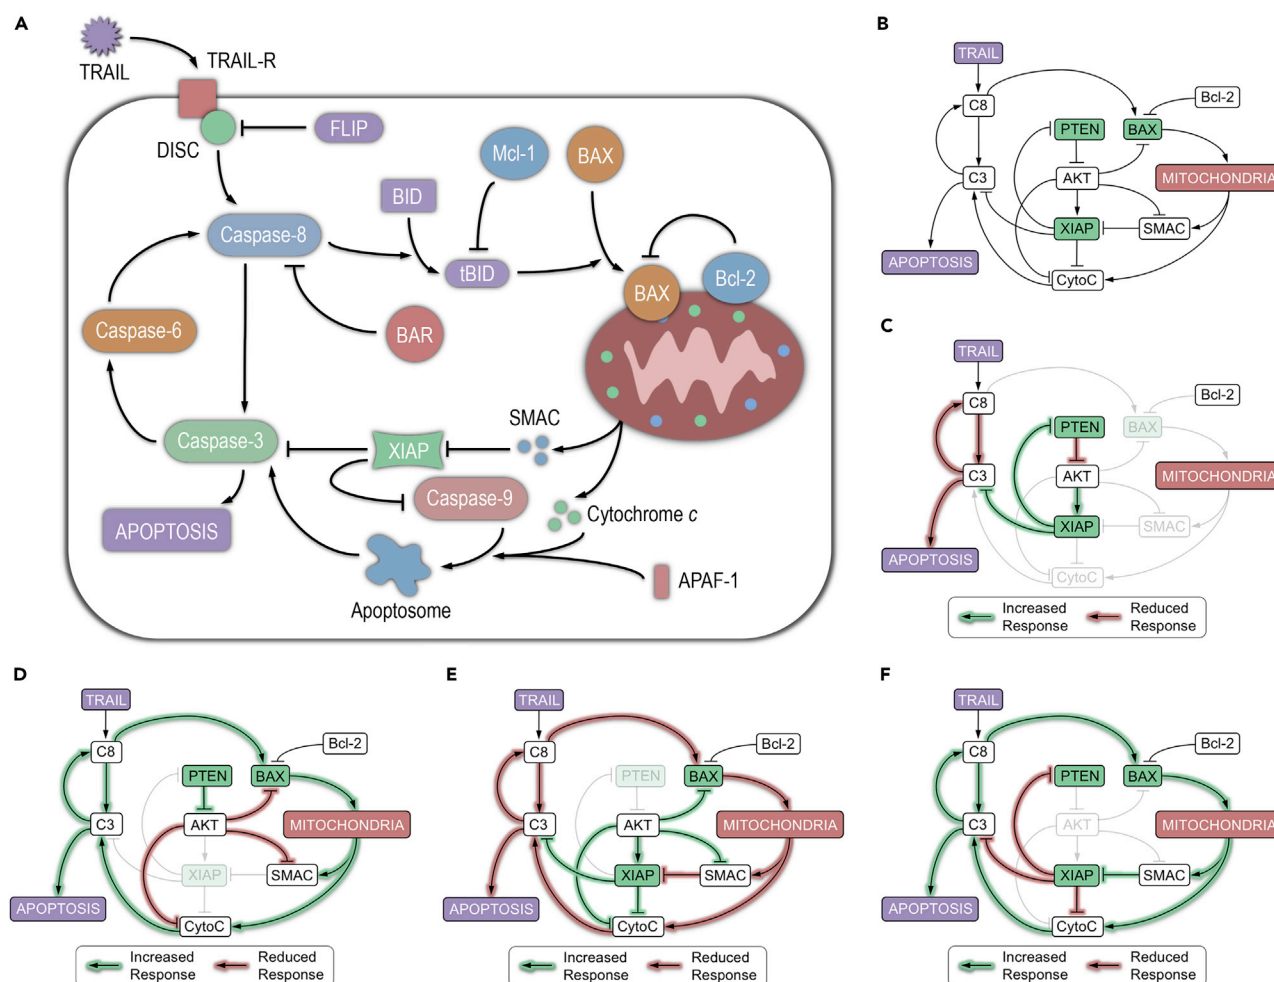 A
TRAIL
TRAIL-R
DISC
FLIP
Mcl-1
BAX
BID
Caspase-8
tBID
BAX
Bcl-2
Caspase-6
BAR
Caspase-3
XIAP
SMAC
Caspase-9
Cytochrome c
APOPTOSIS
Apoptosome
APAF-1
B
TRAIL
C8
Bcl-2
PTEN
BAX
C3
AKT
MITOCHONDRIA
XIAP
SMAC
APOPTOSIS
CytoC
C
TRAIL
C8
Bcl-2
PTEN
BAX
C3
AKT
MITOCHONDRIA
XIAP
SMAC
APOPTOSIS
CytoC
Increased
Response
Reduced
Response
D
TRAIL
C8
Bcl-2
PTEN
BAX
C3
AKT
MITOCHONDRIA
XIAP
SMAC
APOPTOSIS
CytoC
Increased
Response
Reduced
Response
E
TRAIL
C8
Bcl-2
PTEN
BAX
C3
AKT
MITOCHONDRIA
XIAP
SMAC
APOPTOSIS
CytoC
Increased
Response
Reduced
Response
F
TRAIL
C8
Bcl-2
PTEN
BAX
C3
AKT
MITOCHONDRIA
XIAP
SMAC
APOPTOSIS
CytoC
Increased
Response
Reduced
Response